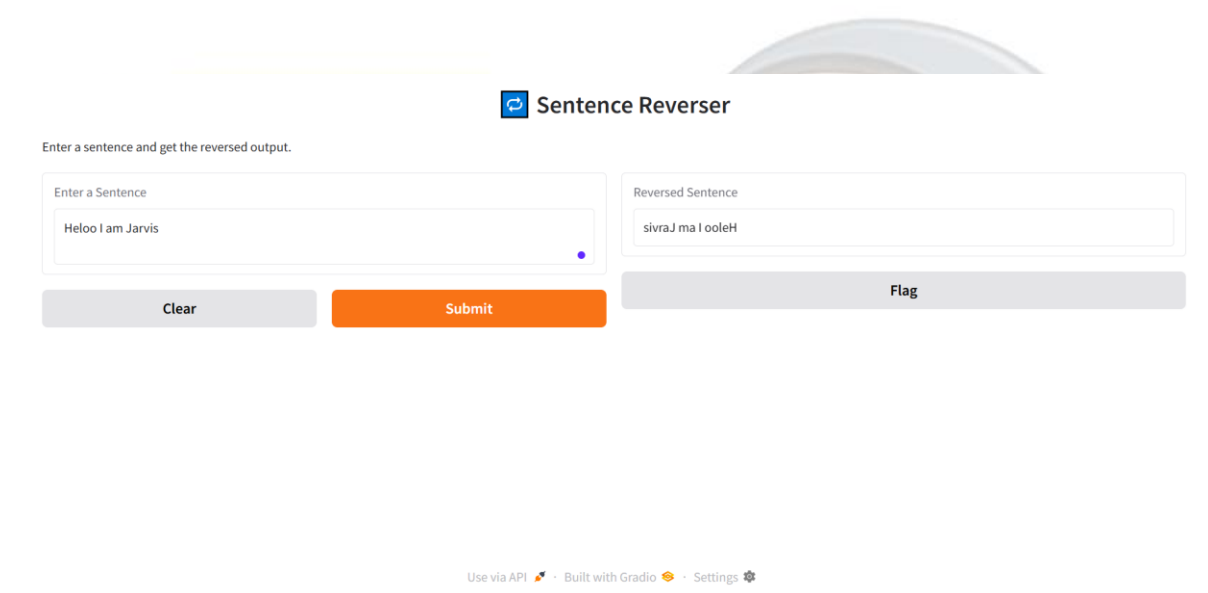 Sentence Reverser
Enter a sentence and get the reversed output.
Enter a Sentence
Heloo I am Jarvis
Clear
Submit
Reversed Sentence
sivraJ ma I ooleH
Flag
Use via API · Built with Gradio · Settings